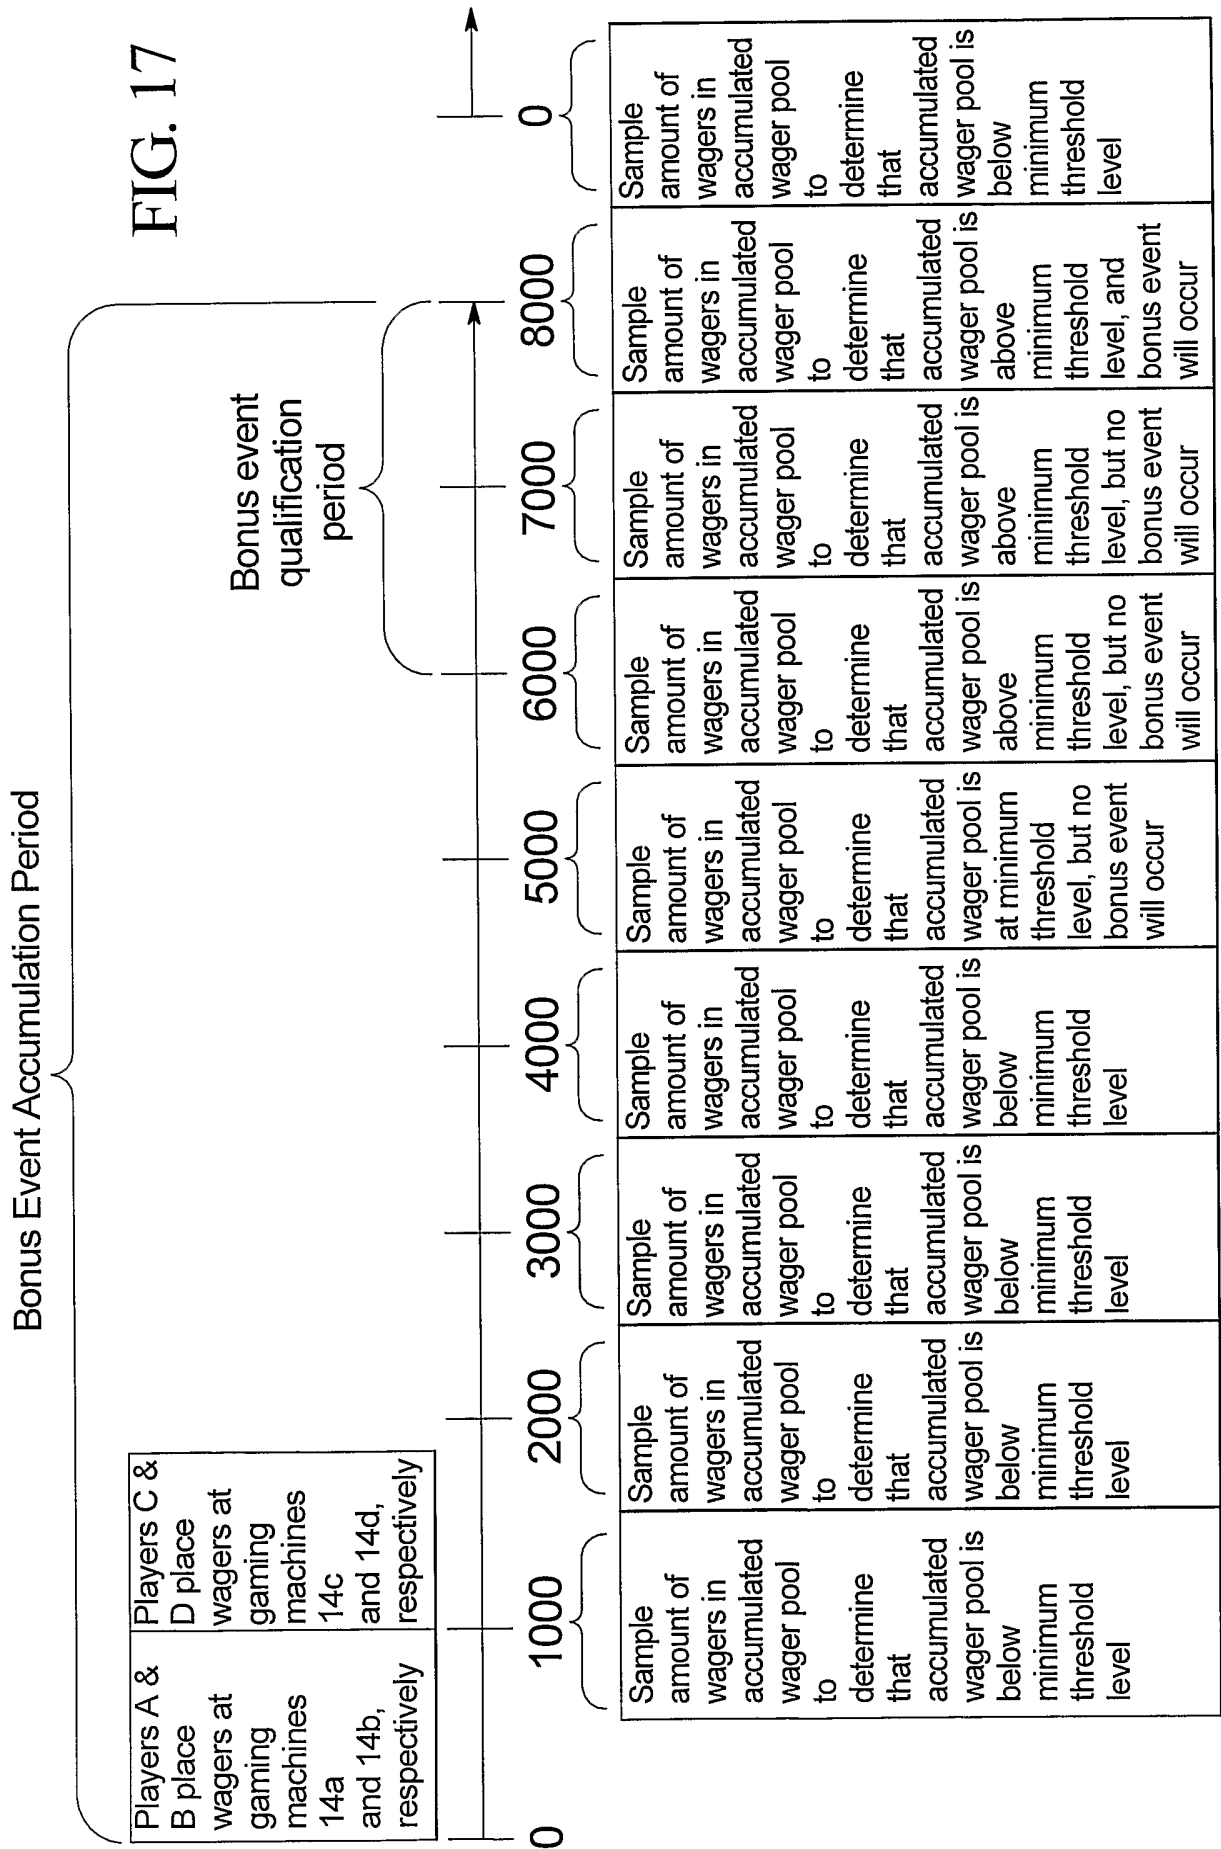 FIG. 17
Bonus Event Accumulation Period
Bonus event
qualification
period
Players A &
B place
wagers at
gaming
machines
14a
and 14b,
respectively
Players C &
D place
wagers at
gaming
machines
14c
and 14d,
respectively
0
1000
2000
3000
4000
5000
6000
7000
8000
0
Sample
amount of
wagers in
accumulated
wager pool
to
determine
that
accumulated
wager pool is
below
minimum
threshold
level
Sample
amount of
wagers in
accumulated
wager pool
to
determine
that
accumulated
wager pool is
below
minimum
threshold
level
Sample
amount of
wagers in
accumulated
wager pool
to
determine
that
accumulated
wager pool is
below
minimum
threshold
level
Sample
amount of
wagers in
accumulated
wager pool
to
determine
that
accumulated
wager pool is
below
minimum
threshold
level
Sample
amount of
wagers in
accumulated
wager pool
to
determine
that
accumulated
wager pool is
at minimum
threshold
level, but no
bonus event
will occur
Sample
amount of
wagers in
accumulated
wager pool
to
determine
that
accumulated
wager pool is
above
minimum
threshold
level, but no
bonus event
will occur
Sample
amount of
wagers in
accumulated
wager pool
to
determine
that
accumulated
wager pool is
above
minimum
threshold
level, but no
bonus event
will occur
Sample
amount of
wagers in
accumulated
wager pool
to
determine
that
accumulated
wager pool is
above
minimum
threshold
level, and
bonus event
will occur
Sample
amount of
wagers in
accumulated
wager pool
to
determine
that
accumulated
wager pool is
below
minimum
threshold
level